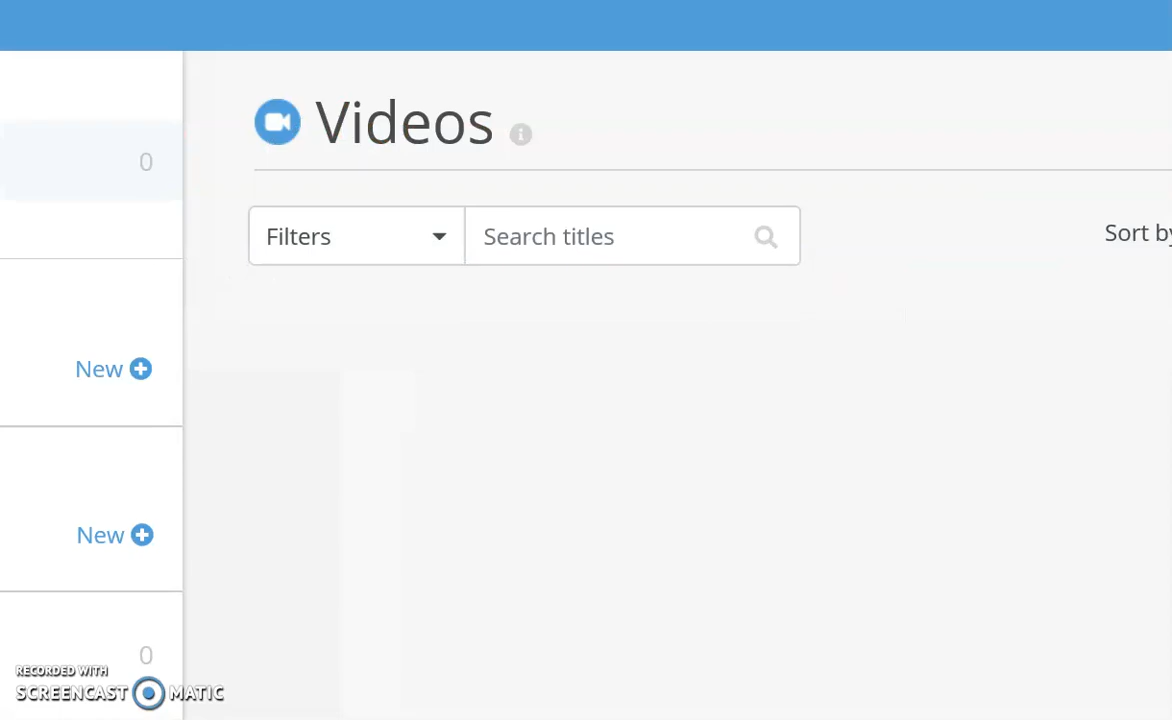 0
Videos
Filters
Search titles
Sort by
New
New
0
RECORDED WITH
SCREENCAST MATIC